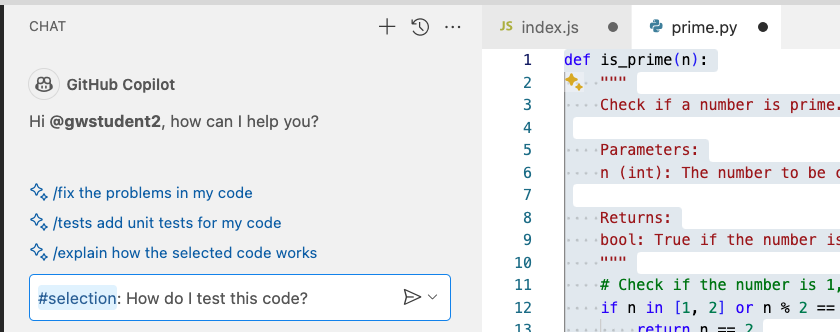 CHAT
GitHub Copilot
Hi @gwstudent2, how can I help you?
/fix the problems in my code
/tests add unit tests for my code
/explain how the selected code works
#selection: How do I test this code?
JS index.js
prime.py
1 def is_prime(n):
2 """
3 Check if a number is prime.
4
5 Parameters:
6 n (int): The number to be
7
8 Returns:
9 bool: True if the number is
10 """
11 # Check if the number is 1,
12 if n in [1, 2] or n % 2 ==
13 return n == 2